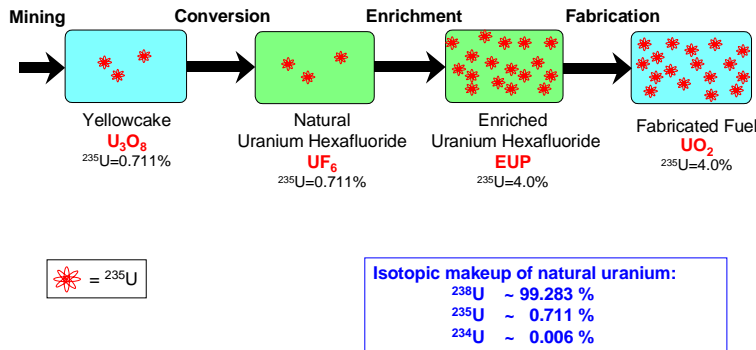 Mining Conversion Enrichment Fabrication
Yellowcake
U₃O₈
²³⁵U=0.711%
Natural
Uranium Hexafluoride
UF₆
²³⁵U=0.711%
Enriched
Uranium Hexafluoride
EUP
²³⁵U=4.0%
Fabricated Fuel
UO₂
²³⁵U=4.0%
= ²³⁵U
Isotopic makeup of natural uranium:
²³⁸U ~ 99.283 %
²³⁵U ~ 0.711 %
²³⁴U ~ 0.006 %